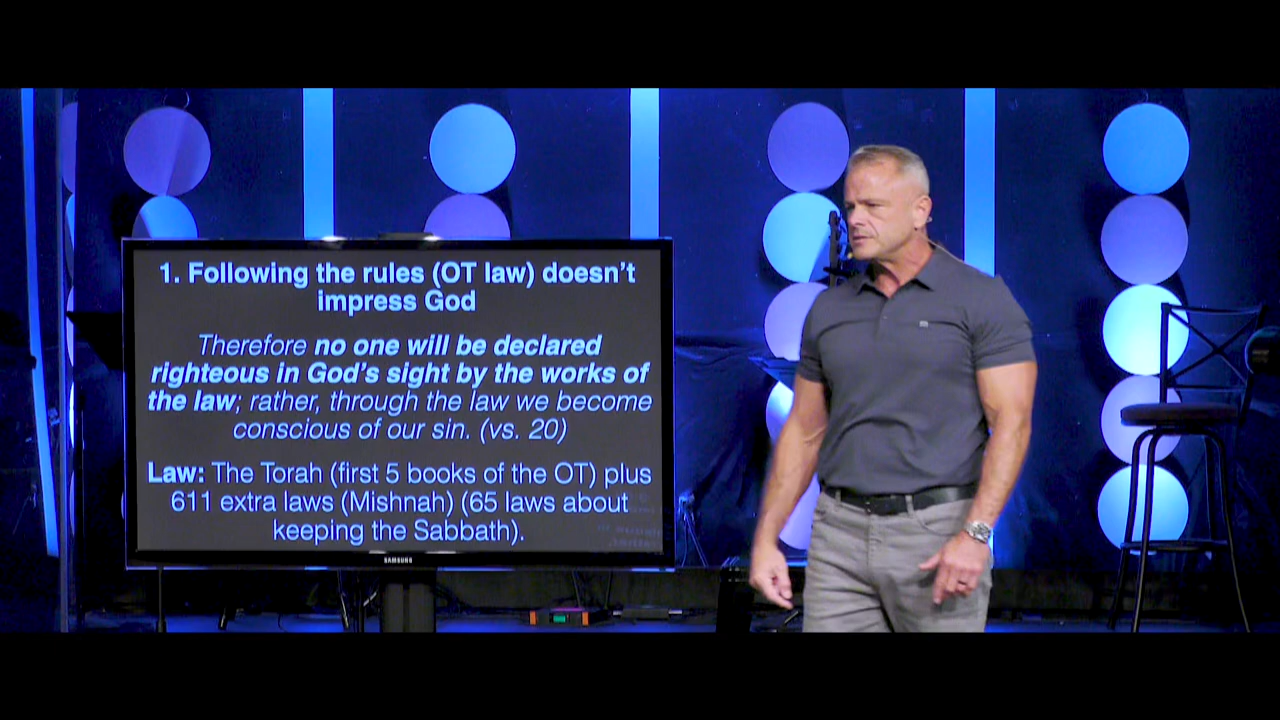 1. Following the rules (OT law) doesn’t
impress God
Therefore no one will be declared
righteous in God’s sight by the works of
the law; rather, through the law we become
conscious of our sin. (vs. 20)
Law: The Torah (first 5 books of the OT) plus
611 extra laws (Mishnah) (65 laws about
keeping the Sabbath).
SAMSUNG